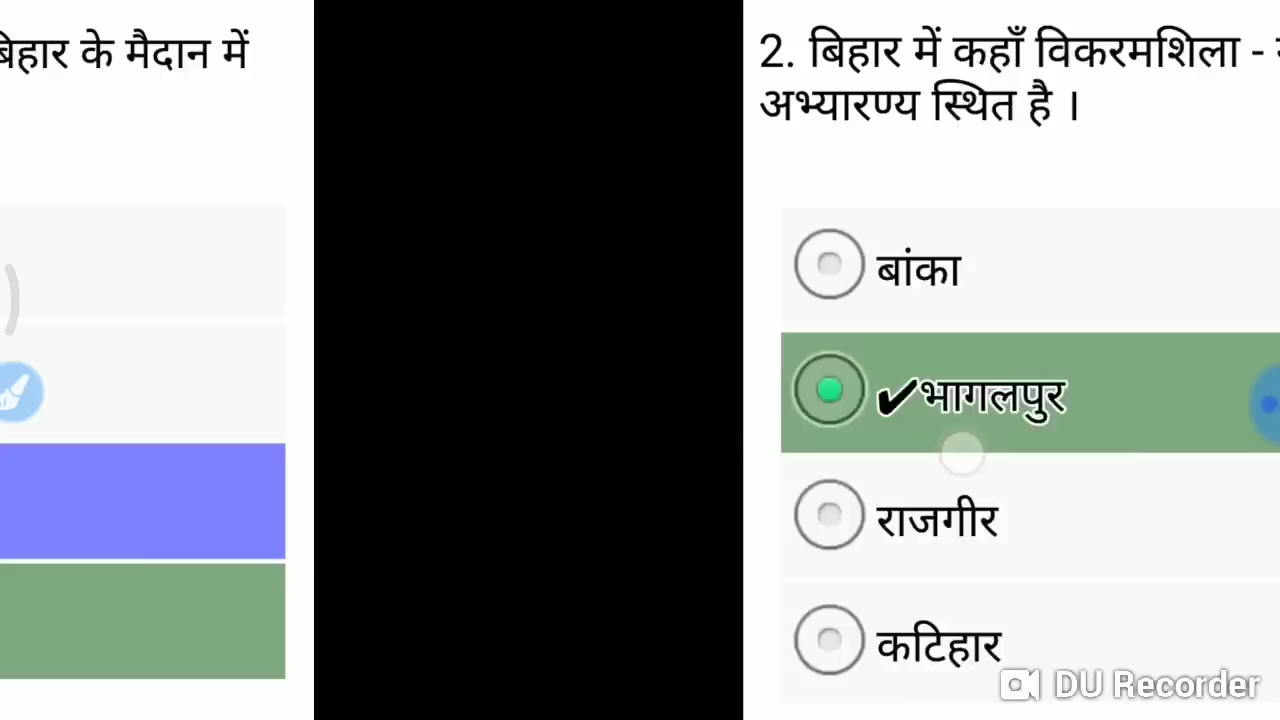 बिहार के मैदान में
2. बिहार में कहाँ विकरमशिला -
अभ्यारण्य स्थित है ।
बांका
✔भागलपुर
राजगीर
कटिहार
DU Recorder